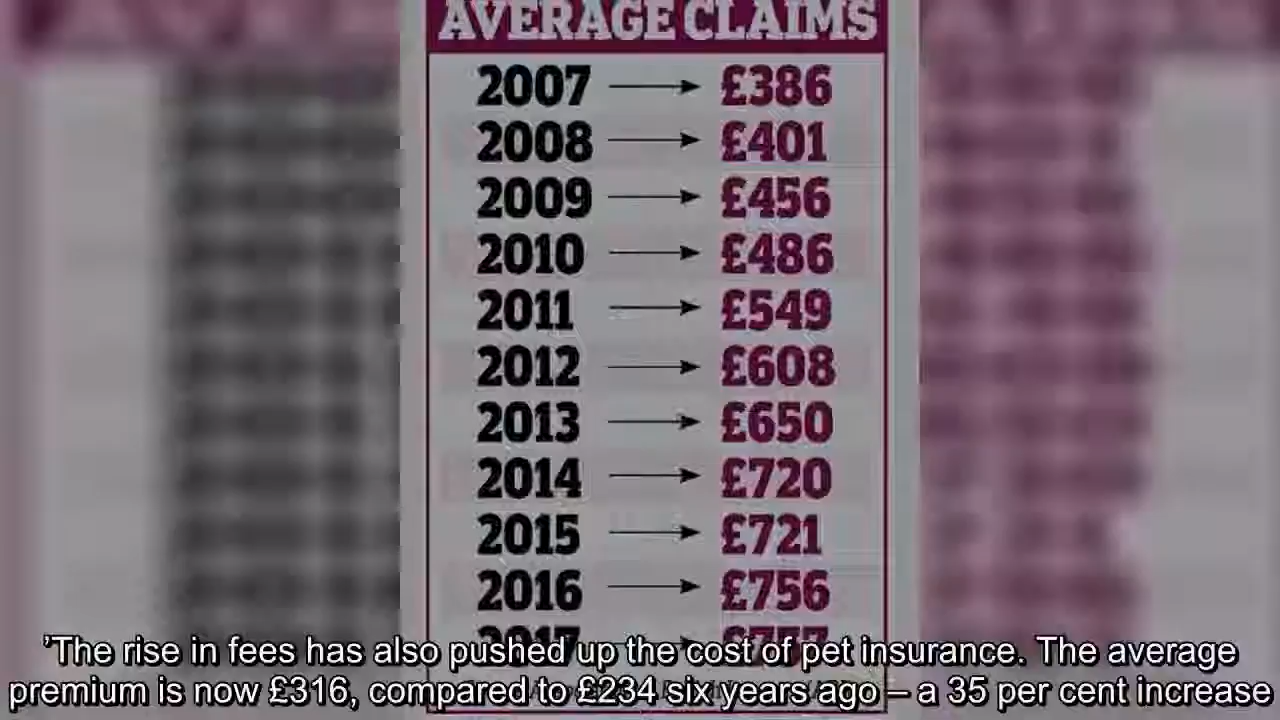 AVERAGE CLAIMS
2007 → £386
2008 → £401
2009 → £456
2010 → £486
2011 → £549
2012 → £608
2013 → £650
2014 → £720
2015 → £721
2016 → £756
2017 → £757
'The rise in fees has also pushed up the cost of pet insurance. The average
premium is now £316, compared to £234 six years ago – a 35 per cent increase